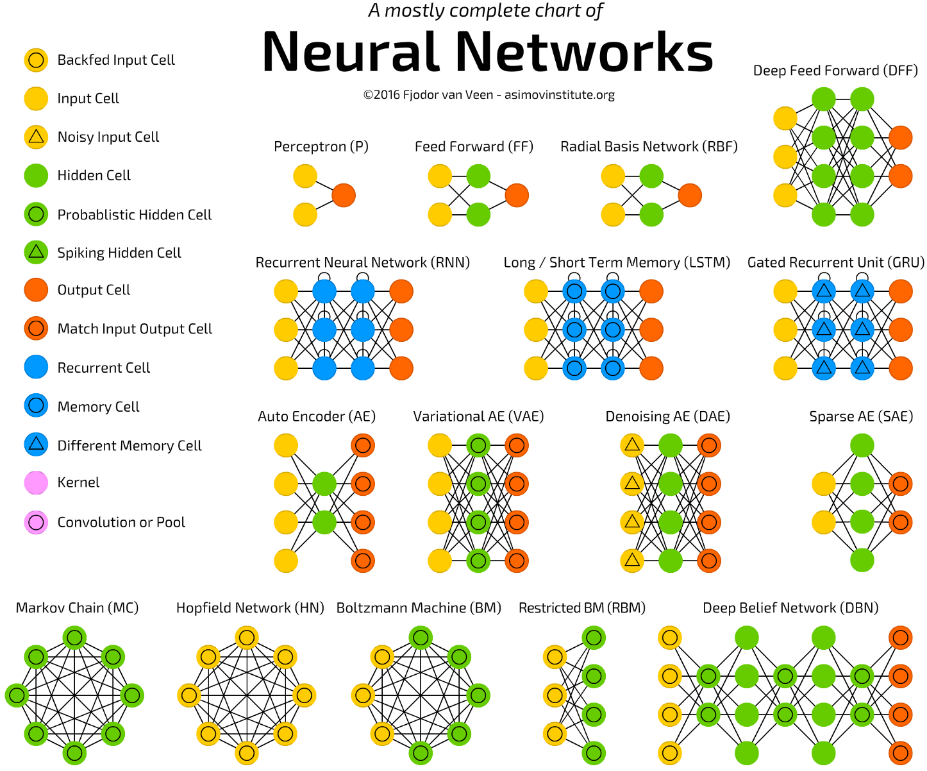 A mostly complete chart of
Neural Networks
©2016 Fjodor van Veen - asimovinstitute.org
Backfed Input Cell
Input Cell
Noisy Input Cell
Hidden Cell
Probablistic Hidden Cell
Spiking Hidden Cell
Output Cell
Match Input Output Cell
Recurrent Cell
Memory Cell
Different Memory Cell
Kernel
Convolution or Pool
Deep Feed Forward (DFF)
Perceptron (P)
Feed Forward (FF)
Radial Basis Network (RBF)
Recurrent Neural Network (RNN)
Long / Short Term Memory (LSTM)
Gated Recurrent Unit (GRU)
Auto Encoder (AE)
Variational AE (VAE)
Denoising AE (DAE)
Sparse AE (SAE)
Markov Chain (MC)
Hopfield Network (HN)
Boltzmann Machine (BM)
Restricted BM (RBM)
Deep Belief Network (DBN)